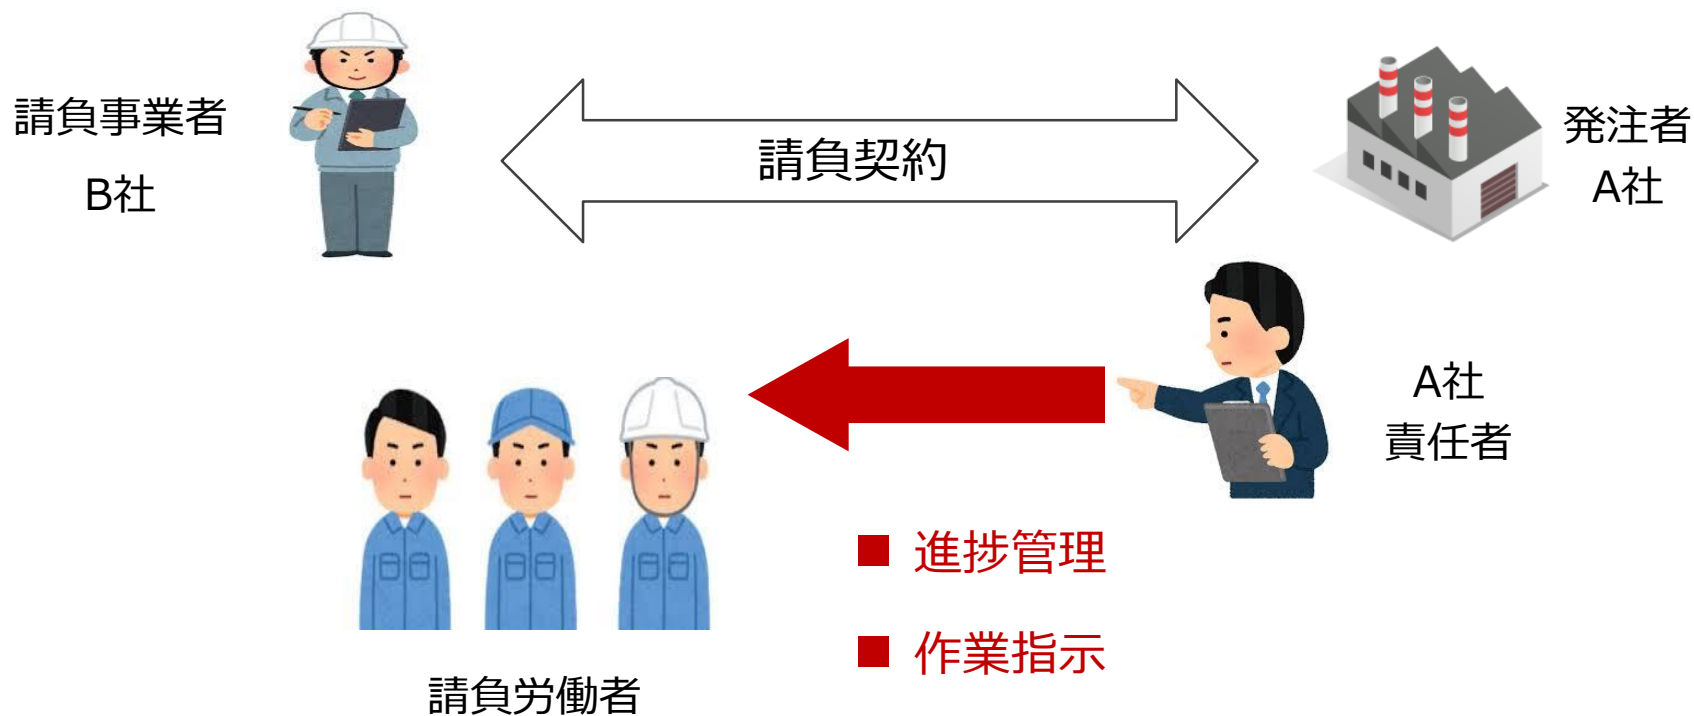 請負事業者
B社
請負契約
発注者
A社
A社
責任者
■ 進捗管理
■ 作業指示
請負労働者